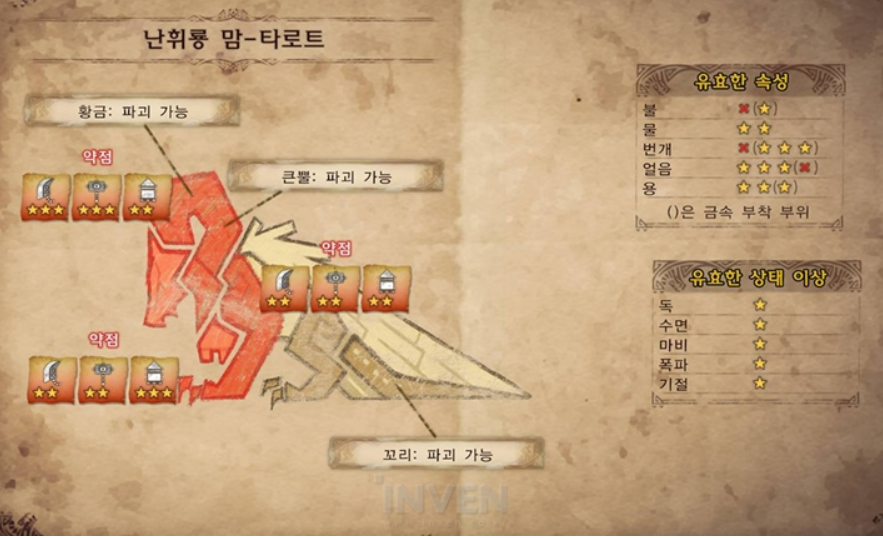 난휘룡 맘-타로트
황금: 파괴 가능
약점
큰뿔: 파괴 가능
약점
약점
꼬리: 파괴 가능
유효한 속성
불 ✖(★)
물 ★★
번개 ✖(★★★)
얼음 ★★★(✖)
용 ★★(★)
()은 금속 부착 부위
유효한 상태 이상
독 ★
수면 ★
마비 ★
폭파 ★
기절 ★
INVEN